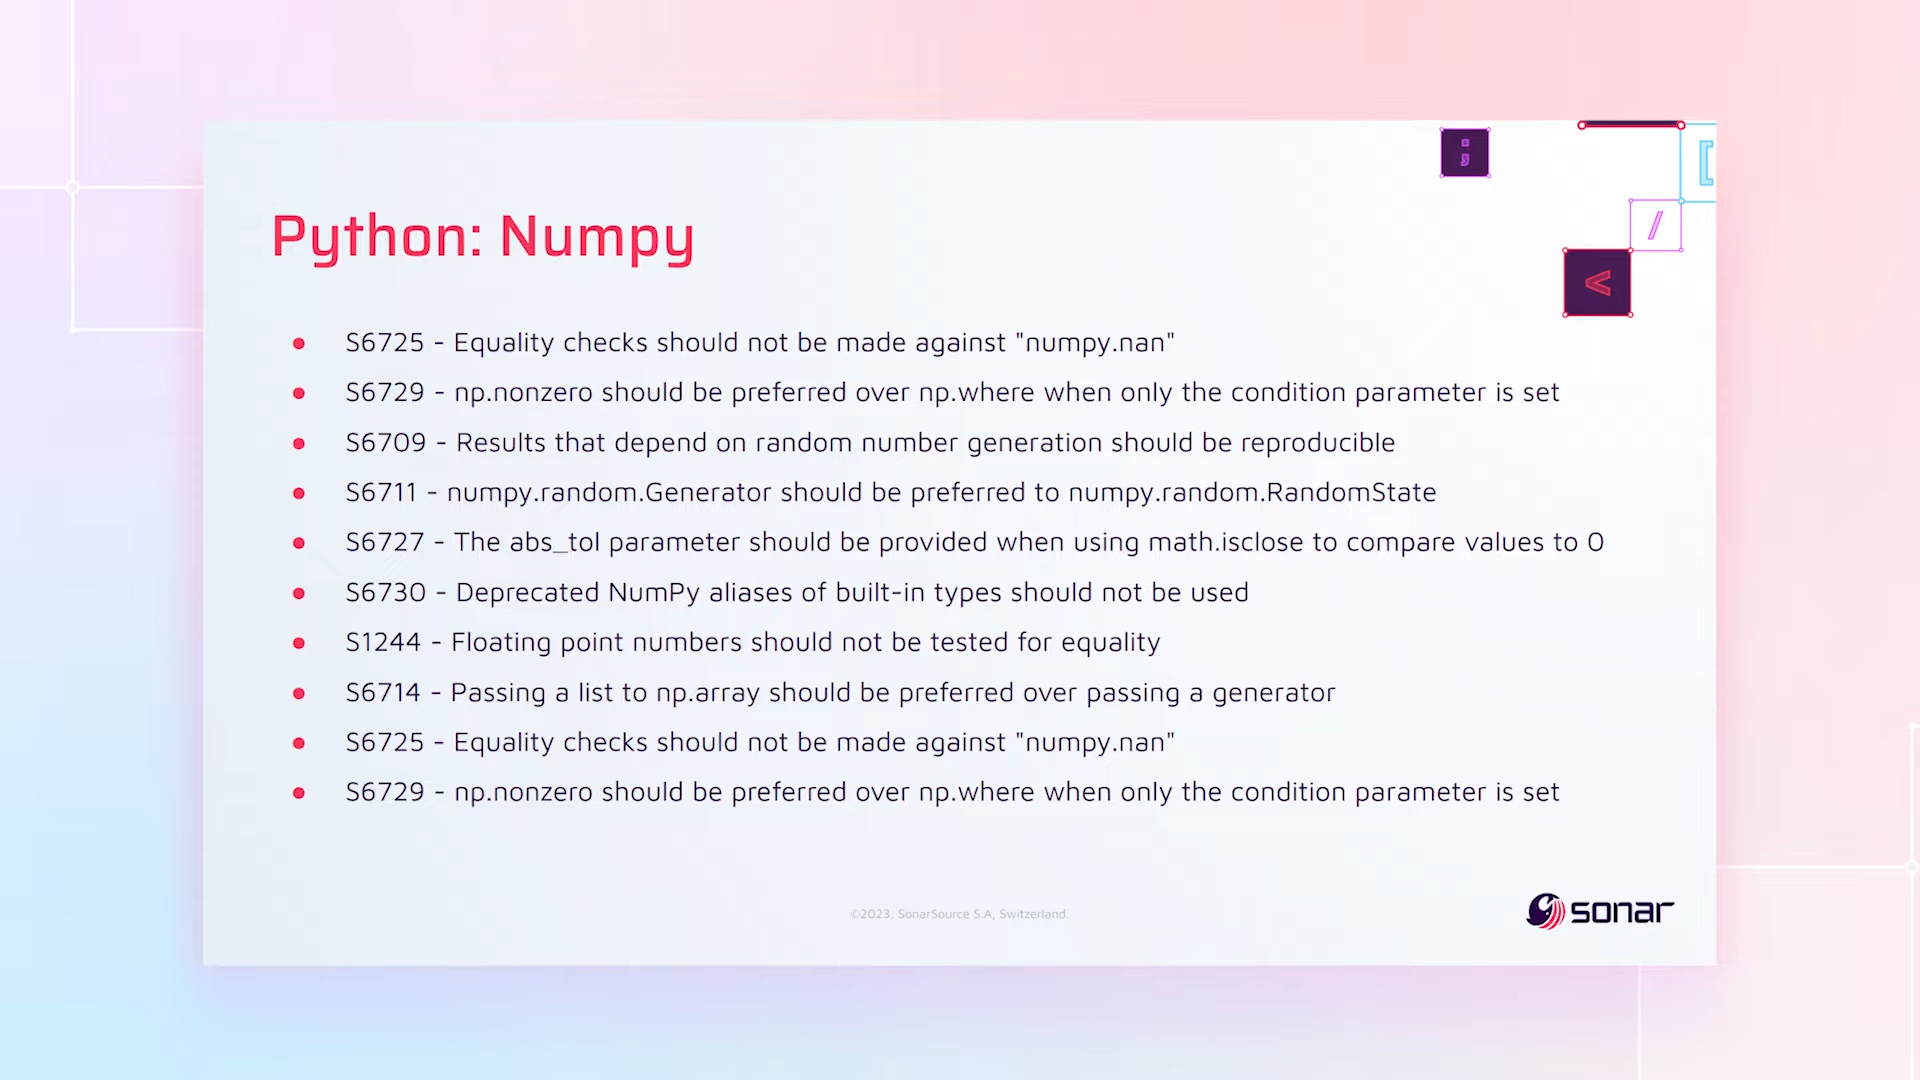 ;
[
/
<
Python: Numpy
S6725 - Equality checks should not be made against "numpy.nan"
S6729 - np.nonzero should be preferred over np.where when only the condition parameter is set
S6709 - Results that depend on random number generation should be reproducible
S6711 - numpy.random.Generator should be preferred to numpy.random.RandomState
S6727 - The abs_tol parameter should be provided when using math.isclose to compare values to 0
S6730 - Deprecated NumPy aliases of built-in types should not be used
S1244 - Floating point numbers should not be tested for equality
S6714 - Passing a list to np.array should be preferred over passing a generator
S6725 - Equality checks should not be made against "numpy.nan"
S6729 - np.nonzero should be preferred over np.where when only the condition parameter is set
©2023, SonarSource S.A, Switzerland.
sonar